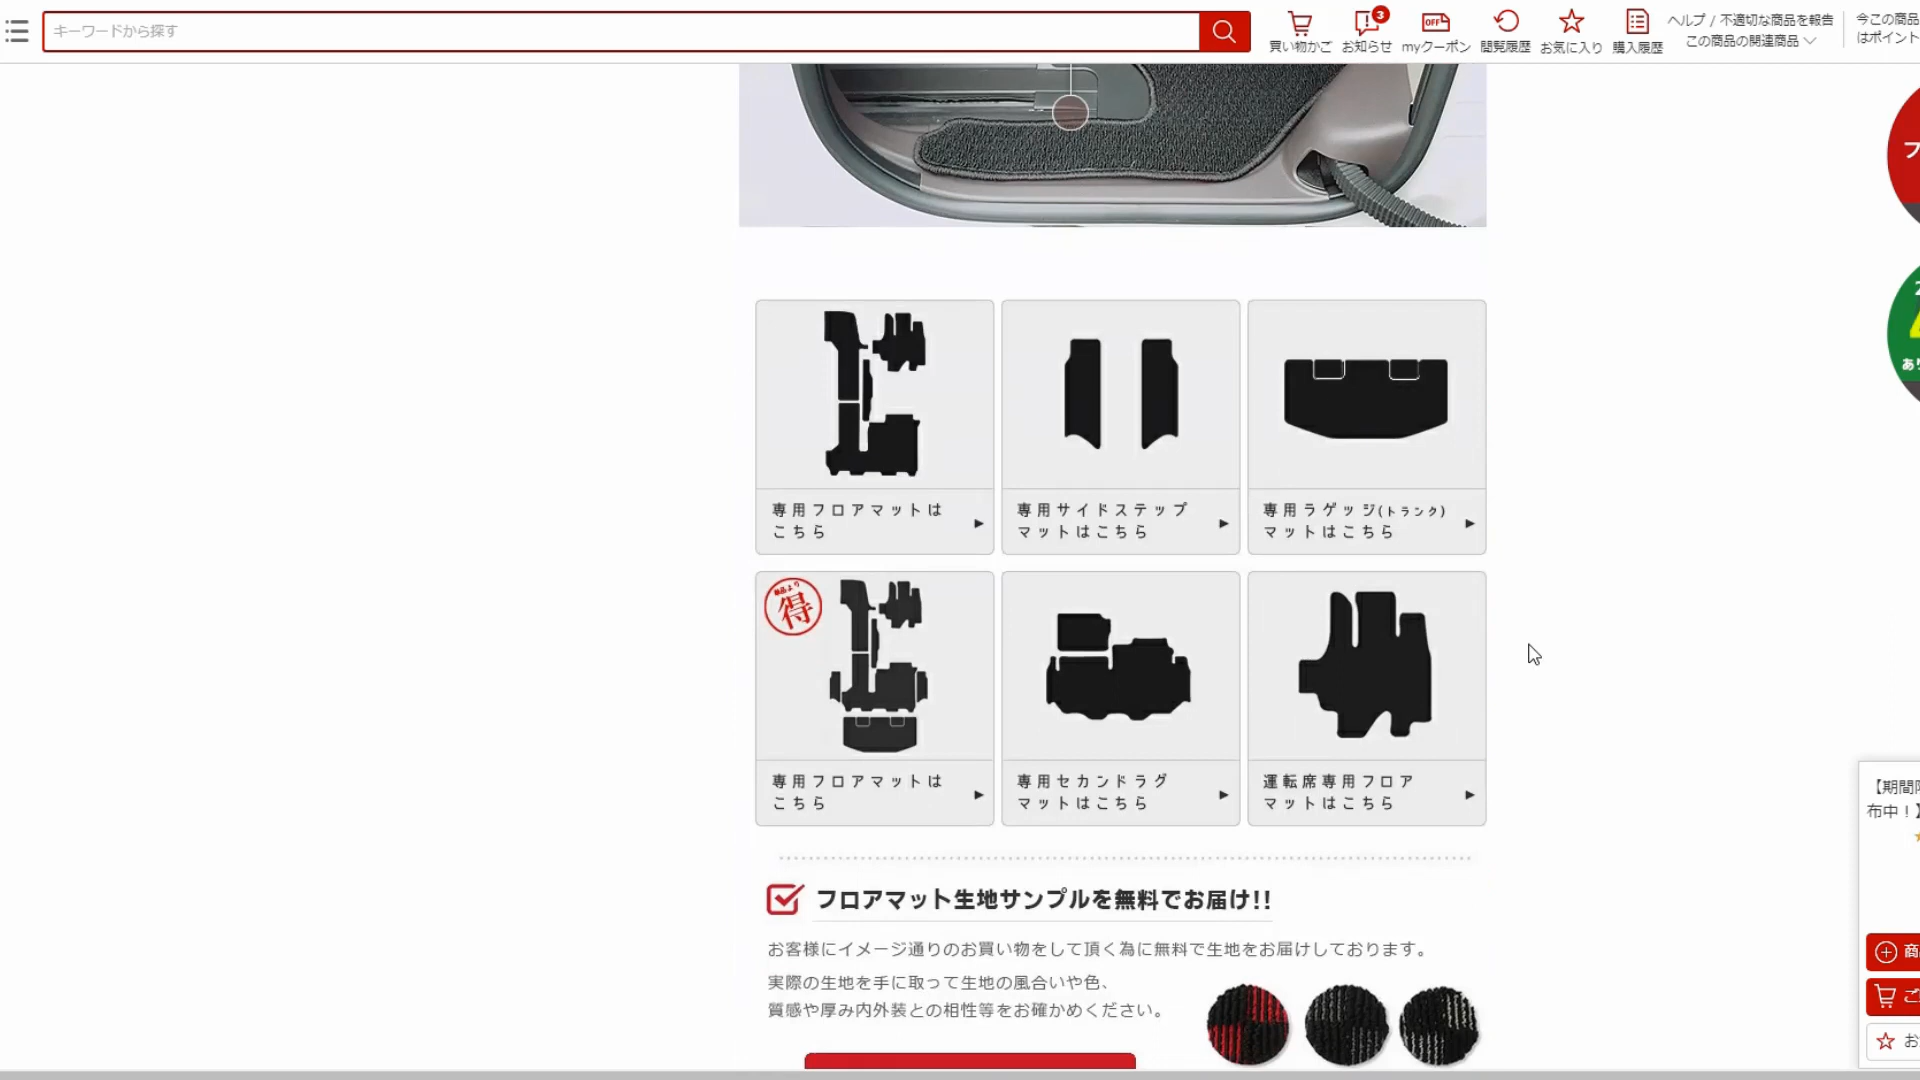 キーワードから探す
3
OFF
買い物かご
お知らせ
myクーポン
閲覧履歴
お気に入り
購入履歴
ヘルプ / 不適切な商品を報告
この商品の関連商品
今この商品
はポイント
フ
あり
専用フロアマットは
こちら
専用サイドステップ
マットはこちら
専用ラゲッジ(トランク)
マットはこちら
得
専用フロアマットは
こちら
専用セカンドラグ
マットはこちら
運転席専用フロア
マットはこちら
【期間限
布中!】
フロアマット生地サンプルを無料でお届け!!
お客様にイメージ通りのお買い物をして頂く為に無料で生地をお届けしております。
実際の生地を手に取って生地の風合いや色、
質感や厚み内外装との相性等をお確かめください。
商
ご
お